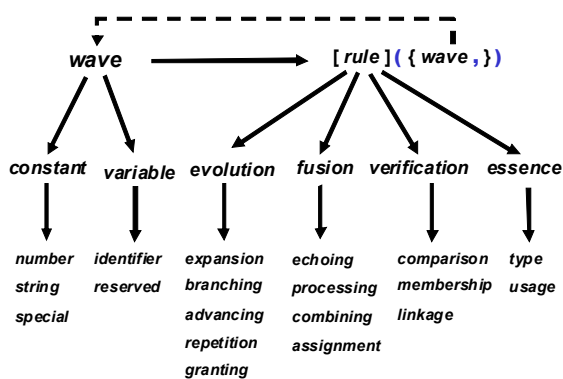 wave [ rule ] ( { wave , } )
constant variable evolution fusion verification essence
number identifier expansion echoing comparison type
string reserved branching processing membership usage
special advancing combining linkage
repetition assignment
granting